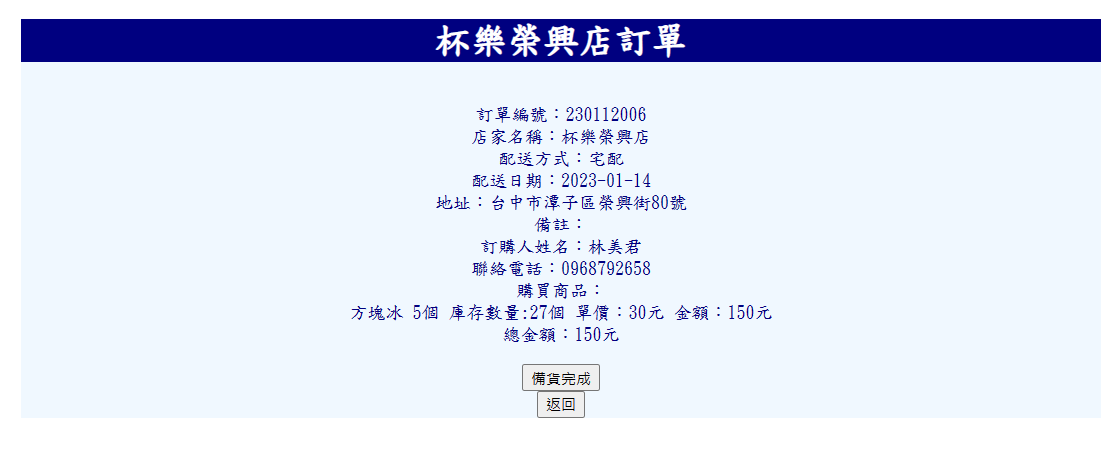 杯樂榮興店訂單
訂單編號：230112006
店家名稱：杯樂榮興店
配送方式：宅配
配送日期：2023-01-14
地址：台中市潭子區榮興街80號
備註：
訂購人姓名：林美君
聯絡電話：0968792658
購買商品：
方塊冰 5個 庫存數量:27個 單價：30元 金額：150元
總金額：150元
備貨完成
返回